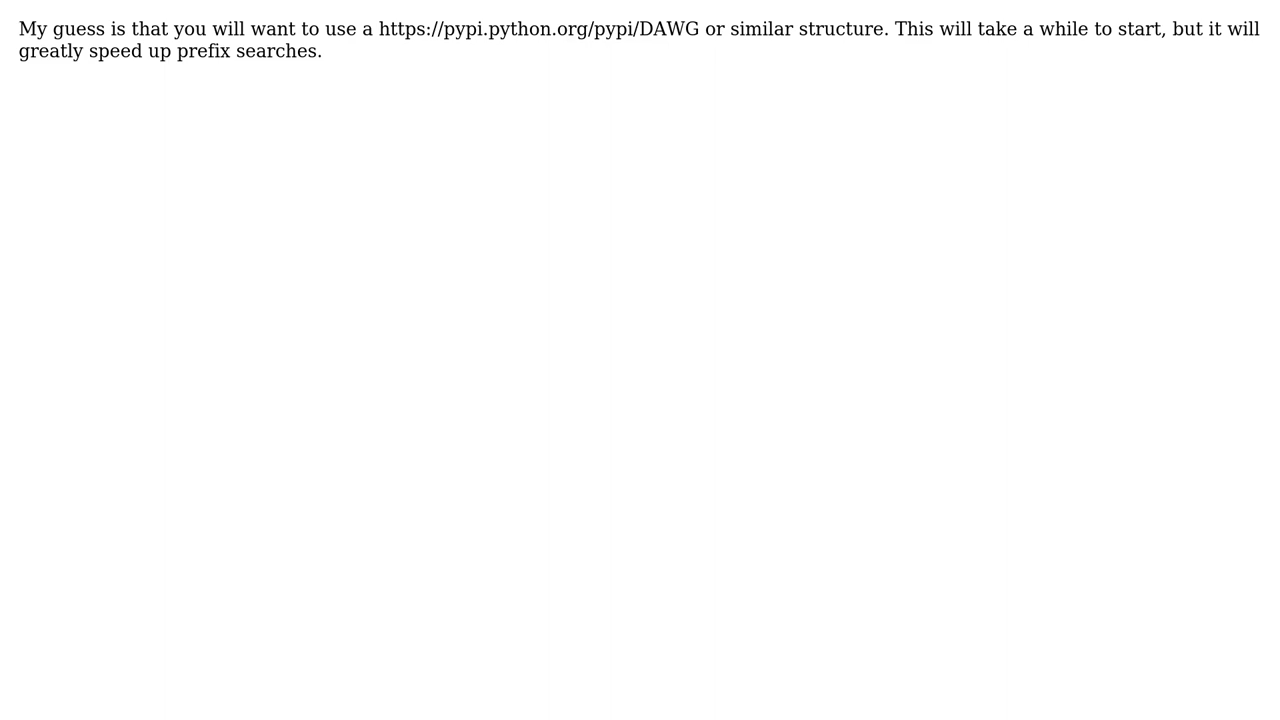 My guess is that you will want to use a https://pypi.python.org/pypi/DAWG or similar structure. This will take a while to start, but it will
greatly speed up prefix searches.